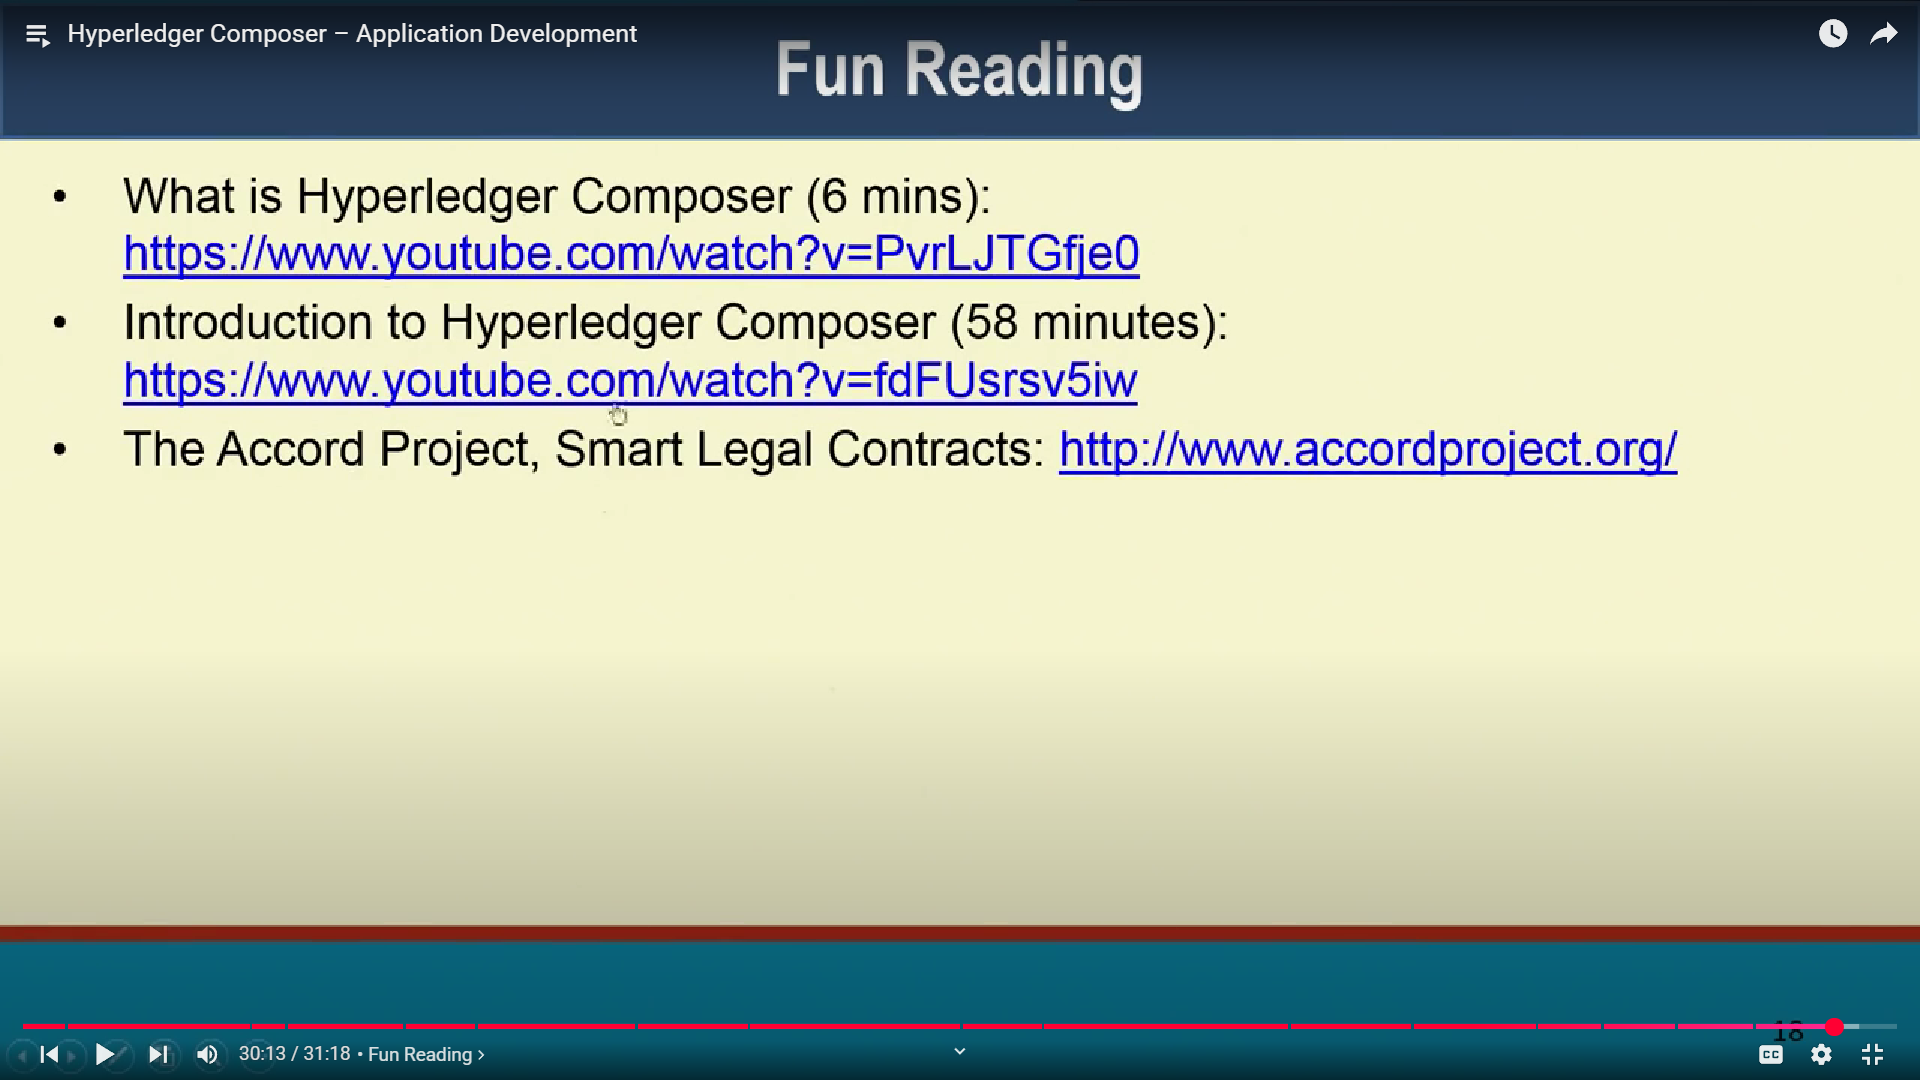 Hyperledger Composer – Application Development
Fun Reading
• What is Hyperledger Composer (6 mins):
https://www.youtube.com/watch?v=PvrLJTGfje0
• Introduction to Hyperledger Composer (58 minutes):
https://www.youtube.com/watch?v=fdFUsrsv5iw
• The Accord Project, Smart Legal Contracts: http://www.accordproject.org/
18
30:13 / 31:18 • Fun Reading ›
CC